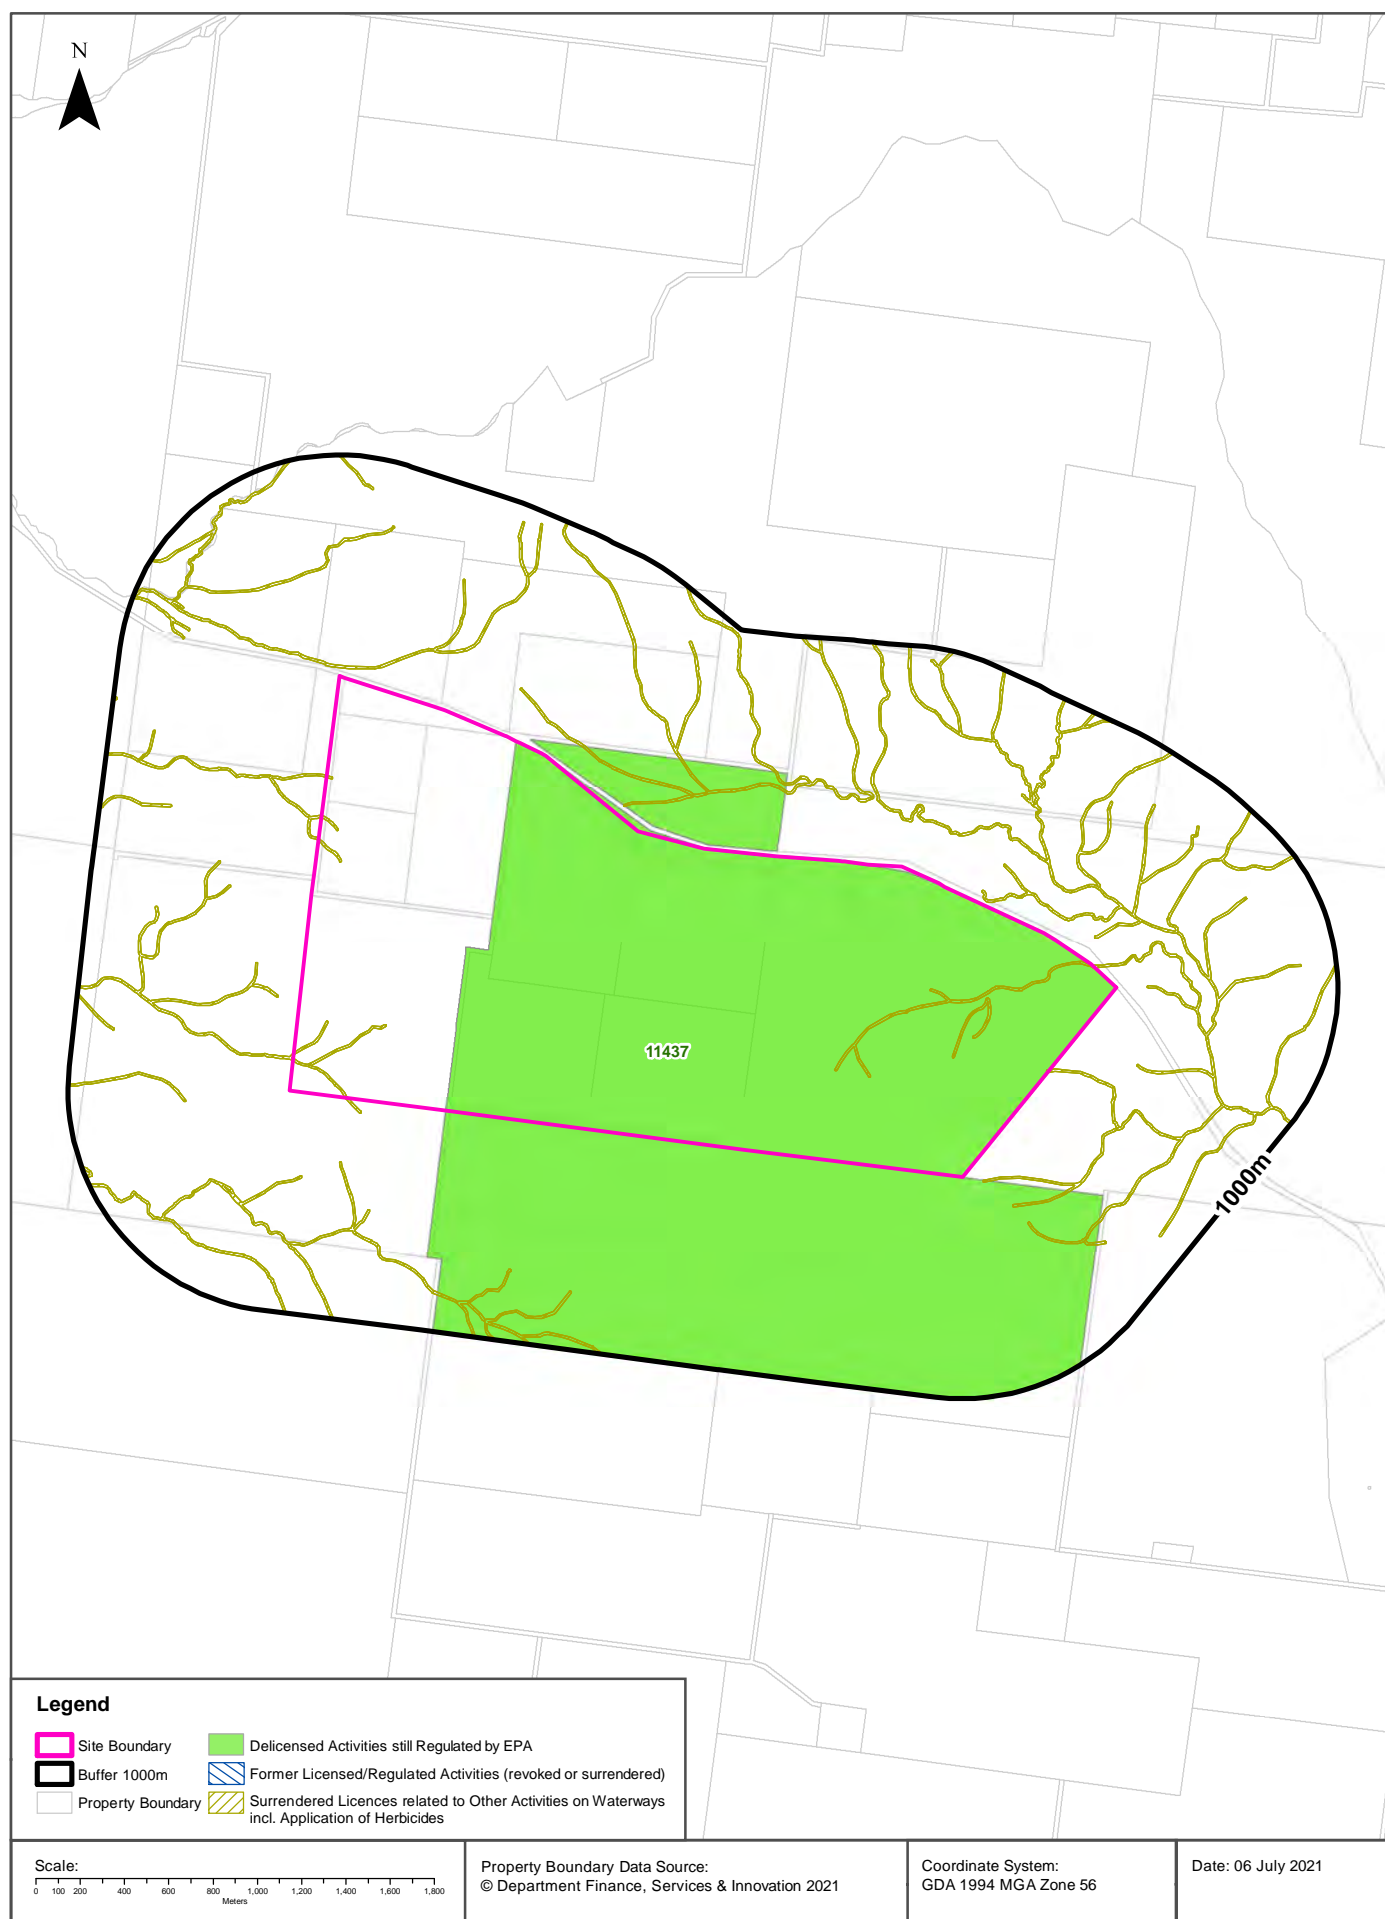 N
11437
1000m
Legend
Site Boundary
Delicensed Activities still Regulated by EPA
Buffer 1000m
Former Licensed/Regulated Activities (revoked or surrendered)
Property Boundary
Surrendered Licences related to Other Activities on Waterways
incl. Application of Herbicides
Scale:
0 100 200 400 600 800 1,000 1,200 1,400 1,600 1,800
Meters
Property Boundary Data Source:
© Department Finance, Services & Innovation 2021
Coordinate System:
GDA 1994 MGA Zone 56
Date: 06 July 2021